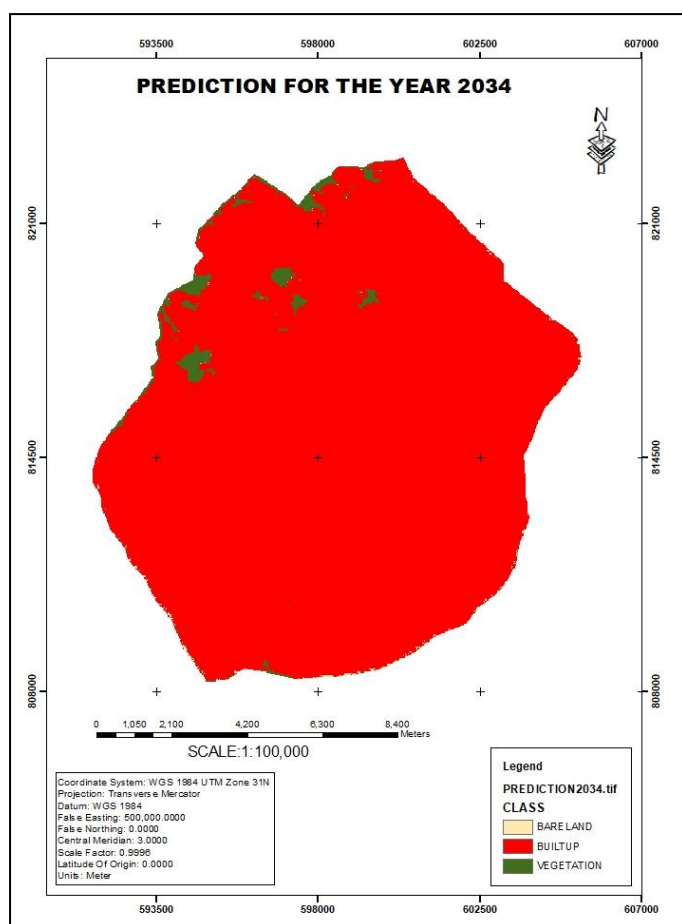 593500 598000 602500 607000
PREDICTION FOR THE YEAR 2034
N
821000 821000
814500 814500
808000 808000
0 1,050 2,100 4,200 6,300 8,400
Meters
SCALE:1:100,000
Coordinate System: WGS 1984 UTM Zone 31N
Projection: Transverse Mercator
Datum: WGS 1984
False Easting: 500,000.0000
False Northing: 0.0000
Central Meridian: 3.0000
Scale Factor: 0.9996
Latitude Of Origin: 0.0000
Units: Meter
Legend
PREDICTION2034.tif
CLASS
BARELAND
BUILTUP
VEGETATION
593500 598000 602500 607000